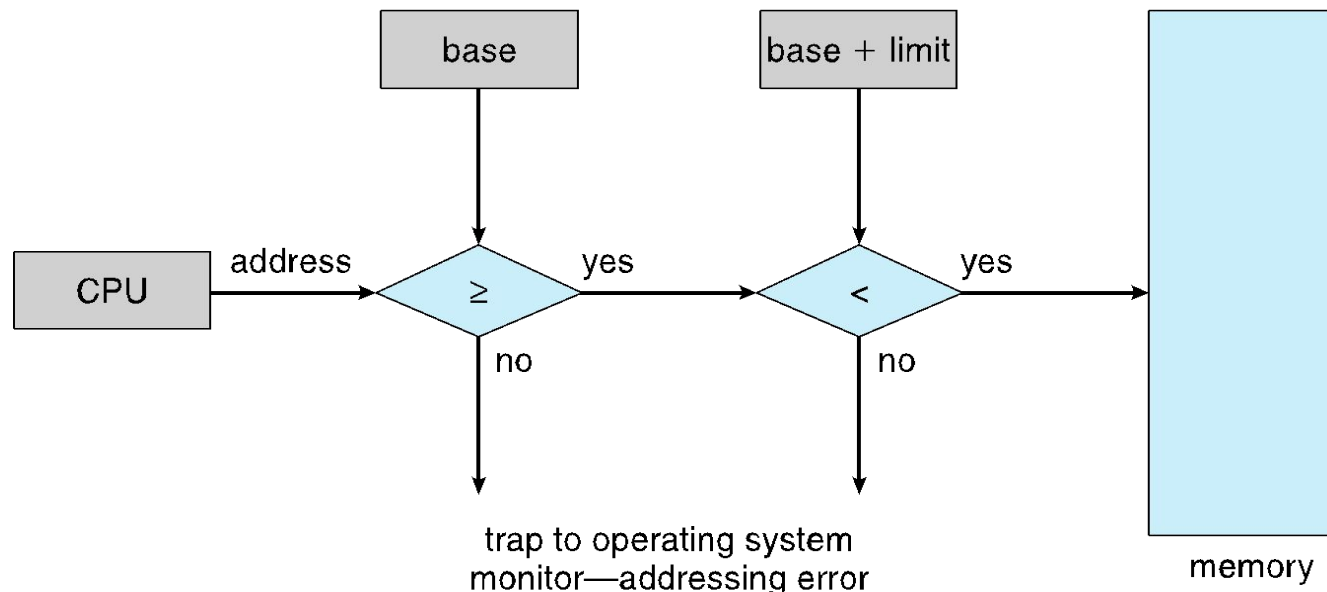 base
base + limit
CPU
address
≥
yes
<
yes
no
no
trap to operating system
monitor—addressing error
memory